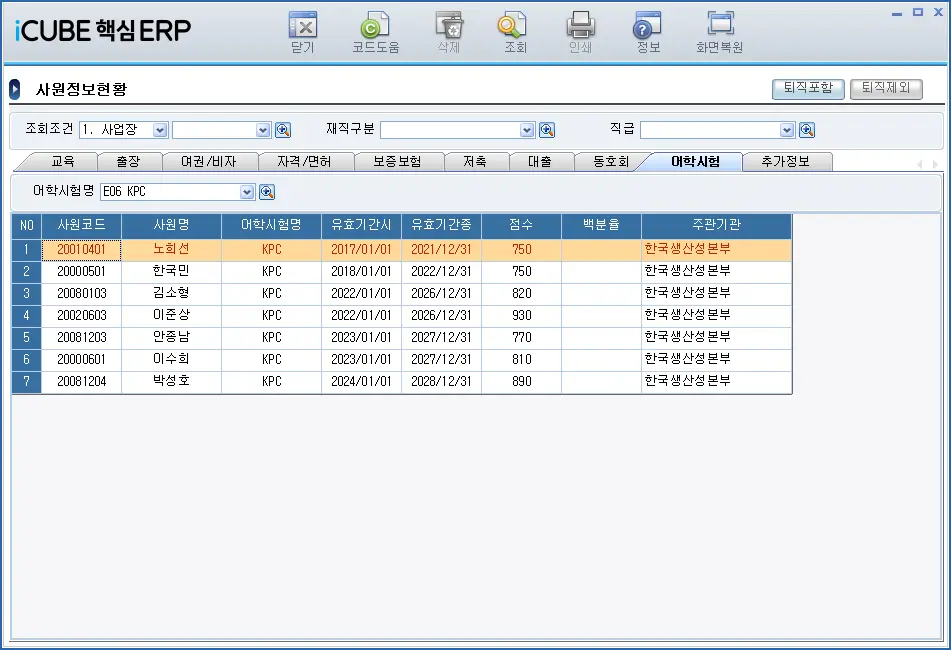 iCUBE 핵심ERP
닫기 코드도움 삭제 조회 인쇄 정보 화면복원
사원정보현황 퇴직포함 퇴직제외
조회조건 1. 사업장 재직구분 직급
교육 출장 여권/비자 자격/면허 보증보험 저축 대출 동호회 어학시험 추가정보
어학시험명 E06 KPC
NO 사원코드 사원명 어학시험명 유효기간시 유효기간종 점수 백분율 주관기관
1 20010401 노희선 KPC 2017/01/01 2021/12/31 750 한국생산성본부
2 20000501 한국민 KPC 2018/01/01 2022/12/31 750 한국생산성본부
3 20080103 김소형 KPC 2022/01/01 2026/12/31 820 한국생산성본부
4 20020603 이준상 KPC 2022/01/01 2026/12/31 930 한국생산성본부
5 20081203 안종남 KPC 2023/01/01 2027/12/31 770 한국생산성본부
6 20000601 이수희 KPC 2023/01/01 2027/12/31 810 한국생산성본부
7 20081204 박성호 KPC 2024/01/01 2028/12/31 890 한국생산성본부